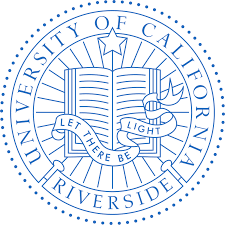 UNIVERSITY OF CALIFORNIA
LET THERE BE
LIGHT
RIVERSIDE